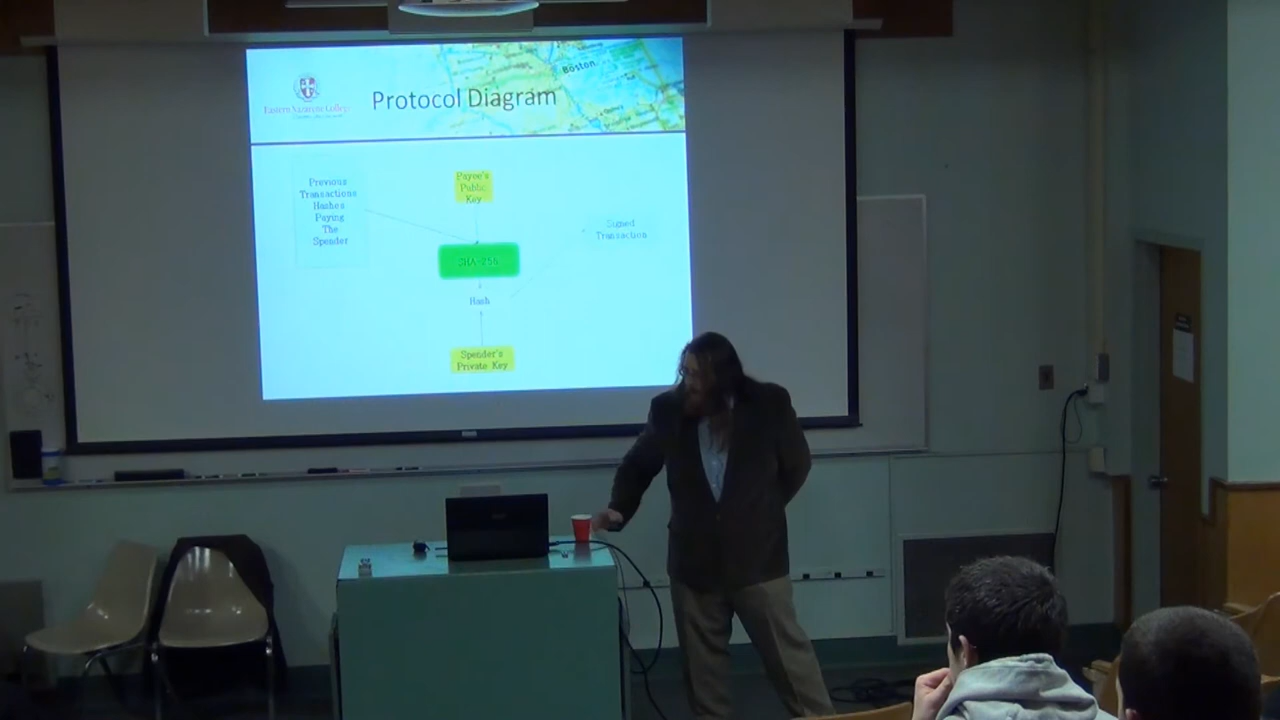 Boston
Eastern Nazarene College
Protocol Diagram
Previous
Transactions
Hashes
Paying
The
Spender
Payee's
Public
Key
Signed
Transaction
SHA-256
Hash
Spender's
Private Key